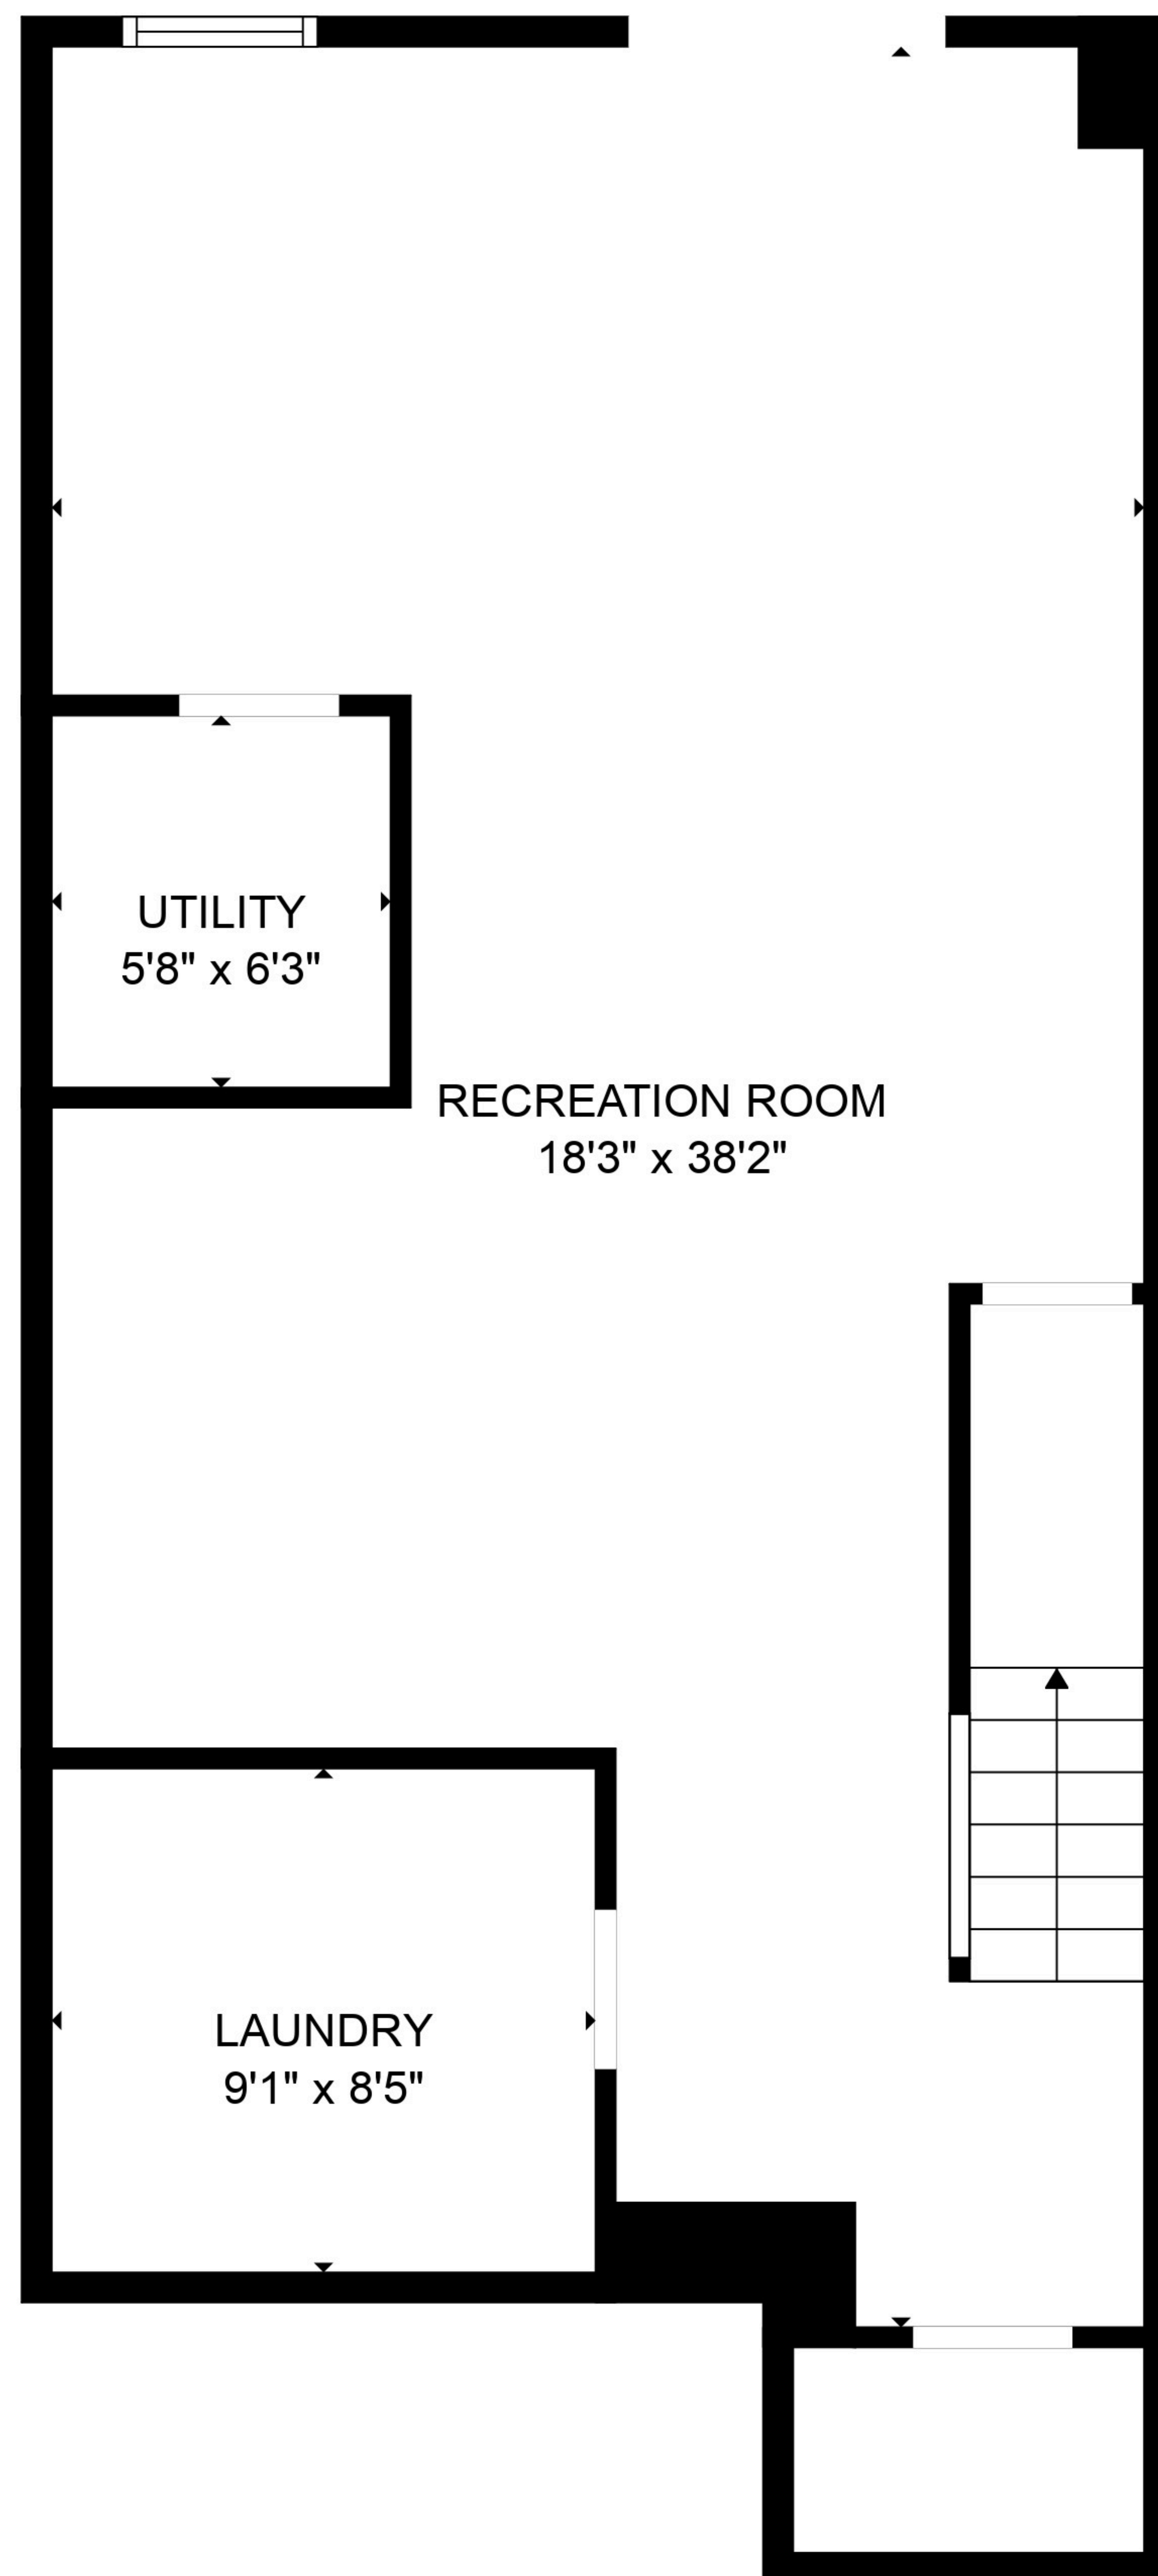 UTILITY
5'8" x 6'3"
RECREATION ROOM
18'3" x 38'2"
LAUNDRY
9'1" x 8'5"